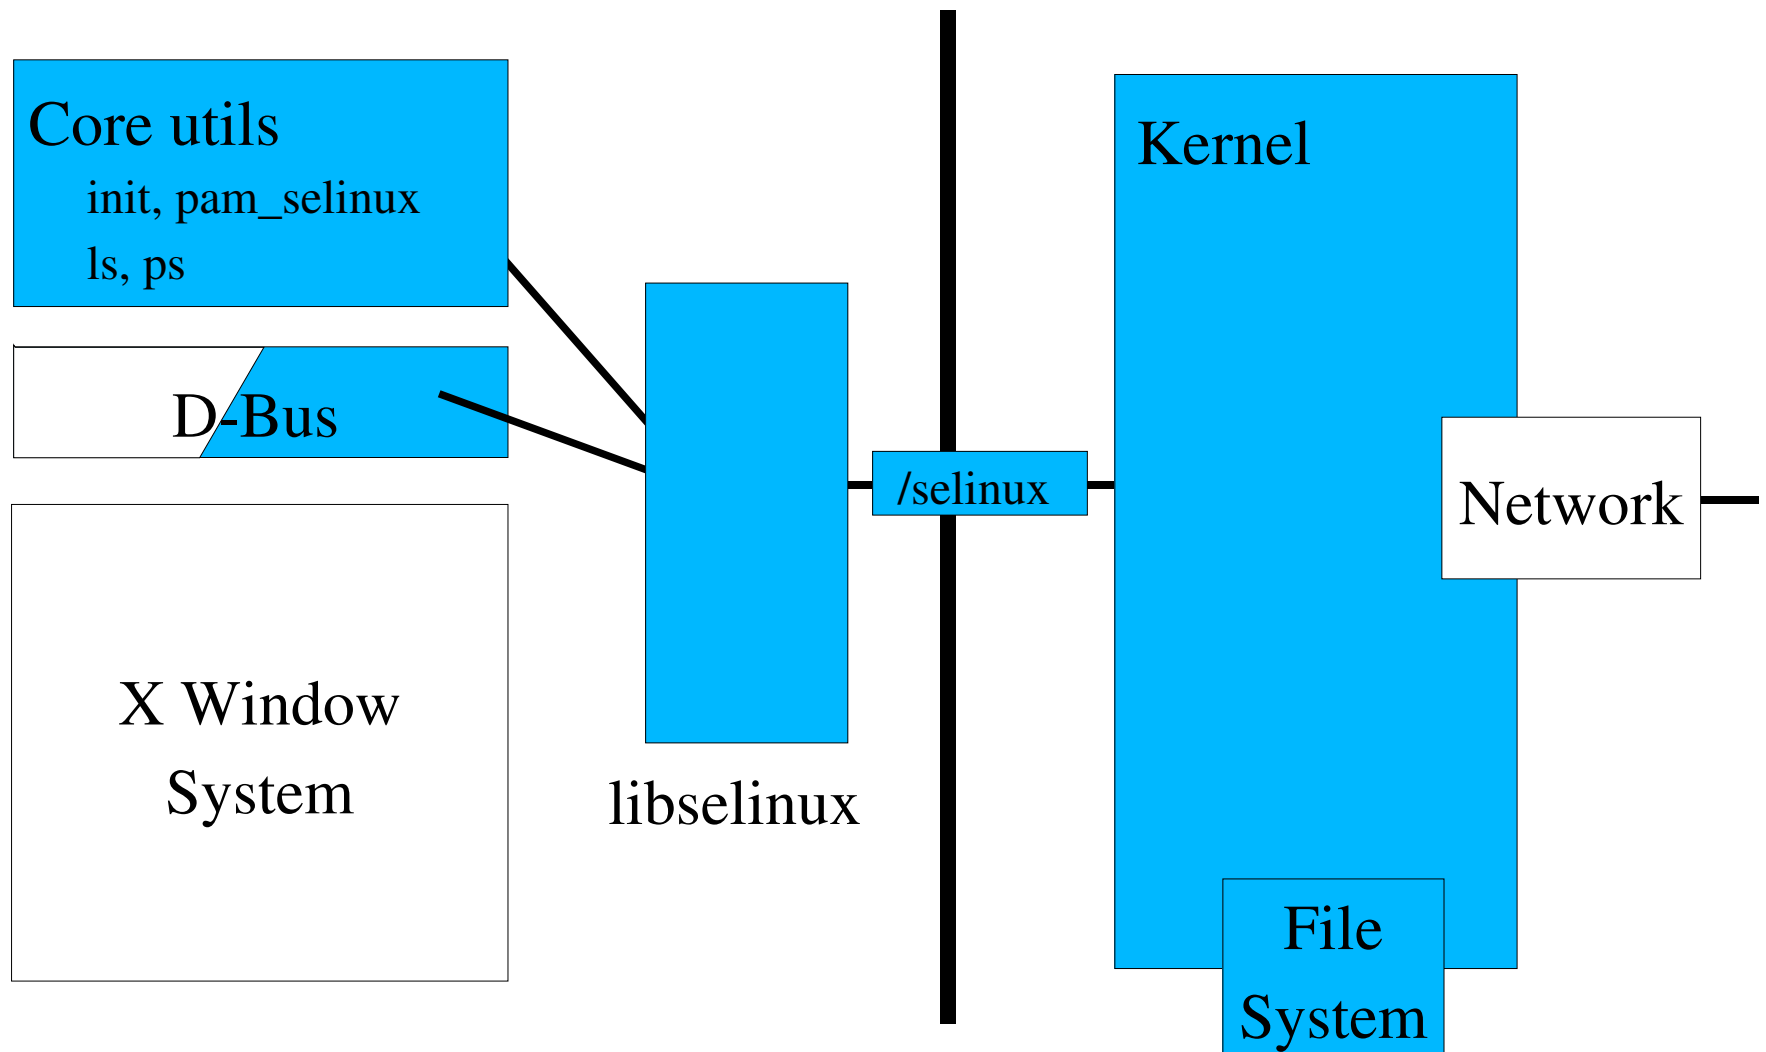 Core utils
init, pam_selinux
ls, ps
D-Bus
X Window
System
libselinux
/selinux
Kernel
Network
File
System